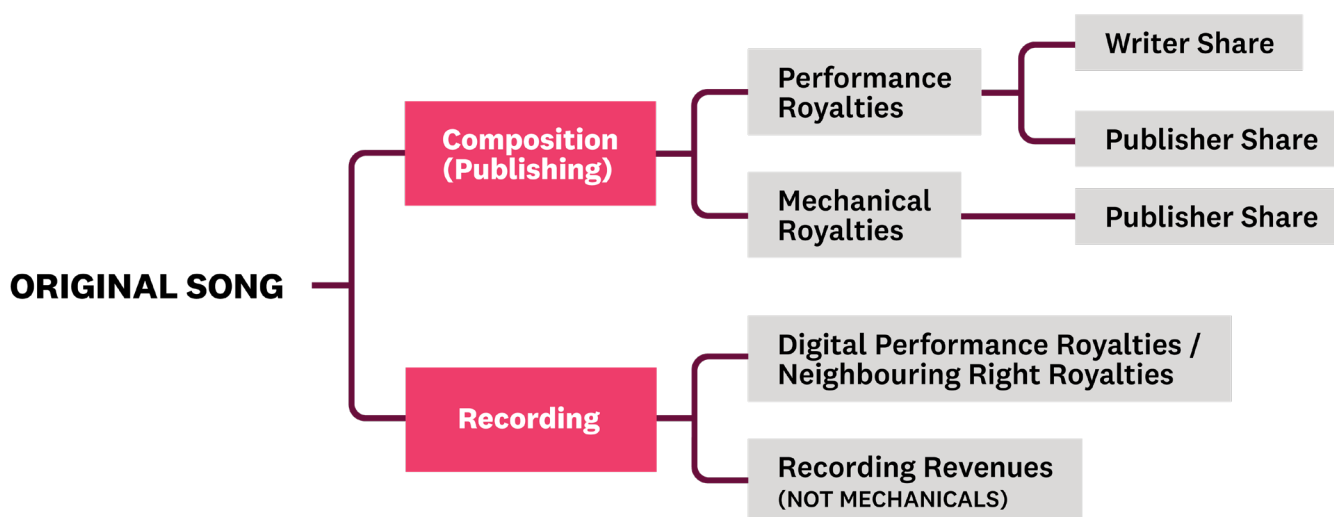 ORIGINAL SONG
Composition
(Publishing)
Performance
Royalties
Writer Share
Publisher Share
Mechanical
Royalties
Publisher Share
Recording
Digital Performance Royalties /
Neighbouring Right Royalties
Recording Revenues
(NOT MECHANICALS)